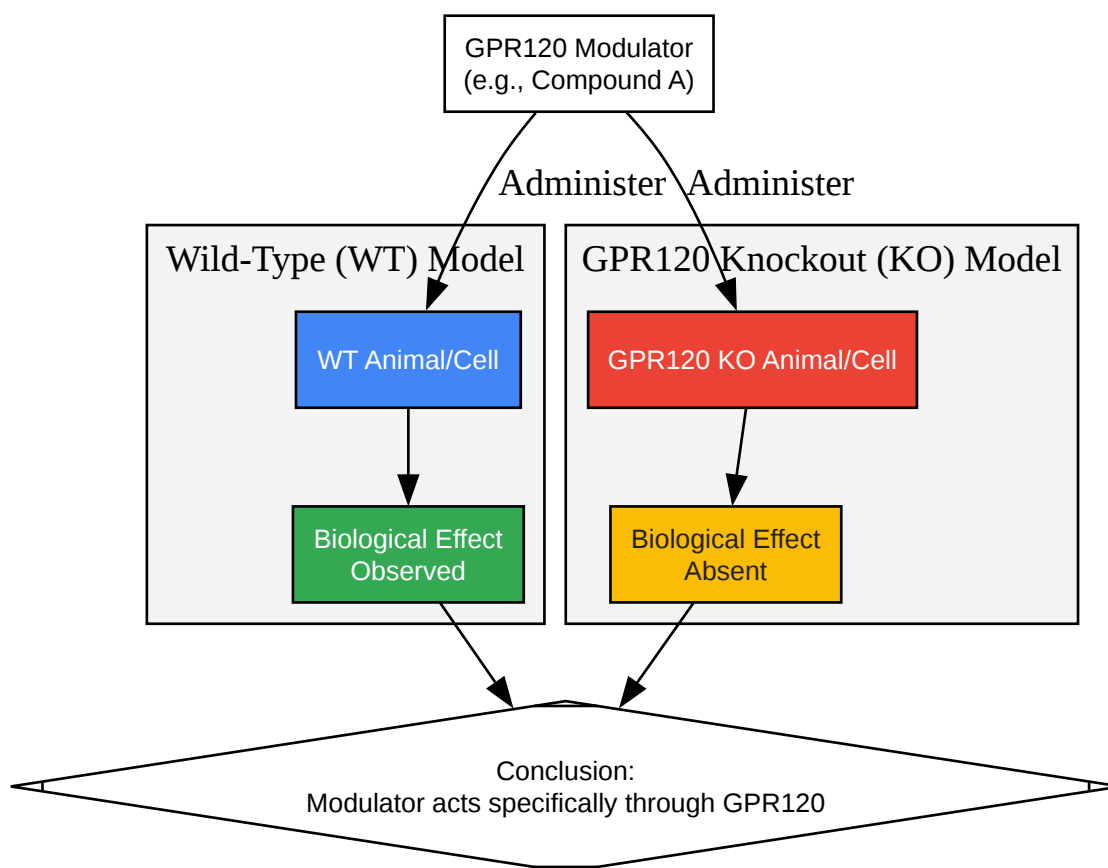 GPR120 Modulator
(e.g., Compound A)
Administer
Administer
Wild-Type (WT) Model
GPR120 Knockout (KO) Model
WT Animal/Cell
GPR120 KO Animal/Cell
Biological Effect
Observed
Biological Effect
Absent
Conclusion:
Modulator acts specifically through GPR120